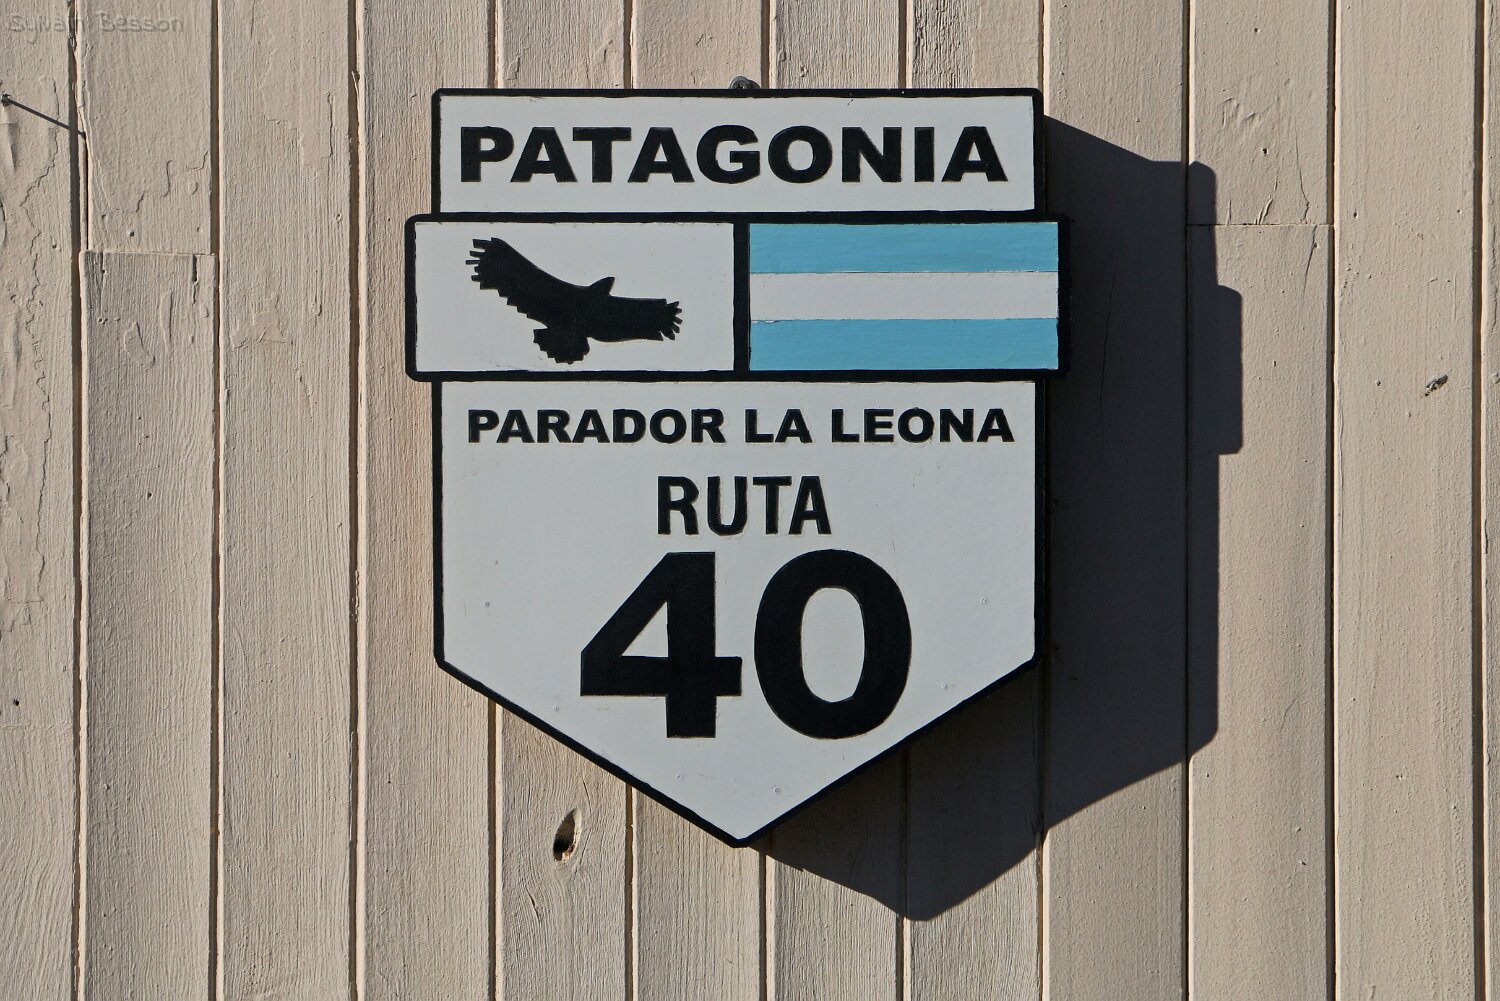 Sylvain Besson
PATAGONIA
PARADOR LA LEONA
RUTA
40